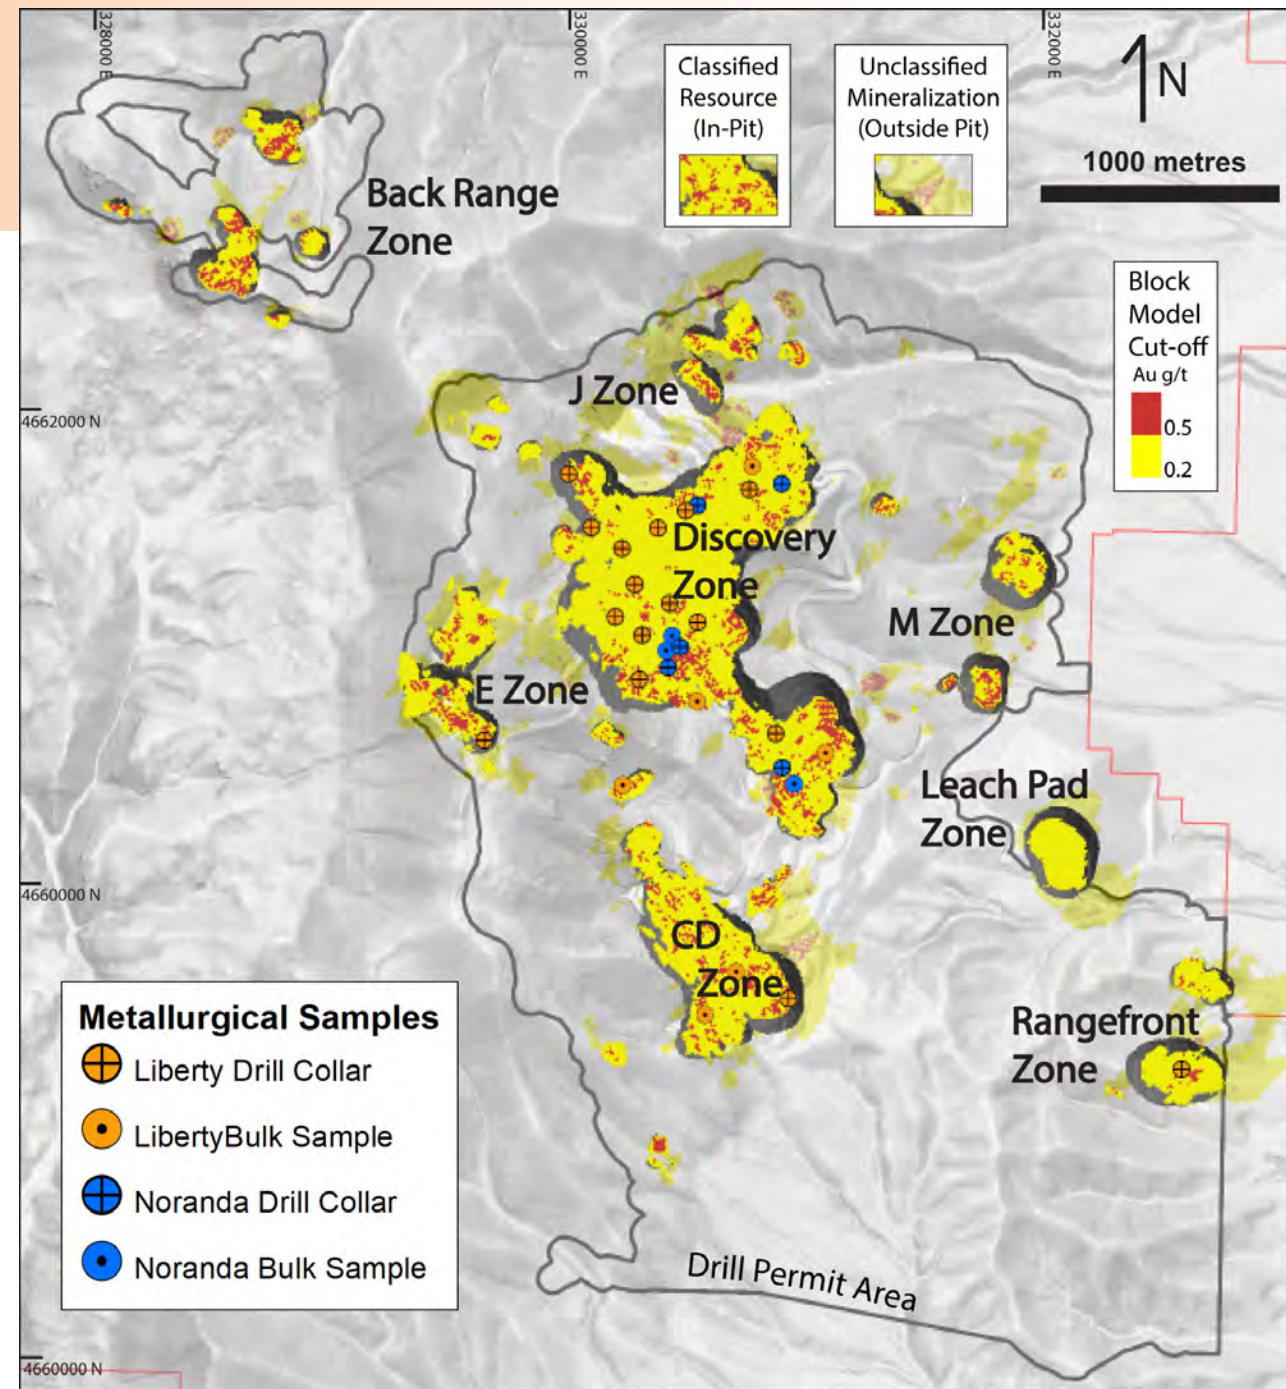 328000 E
330000 E
332000 E
Classified
Resource
(In-Pit)
Unclassified
Mineralization
(Outside Pit)
N
1000 metres
Back Range
Zone
Block
Model
Cut-off
Au g/t
0.5
0.2
J Zone
4662000 N
Discovery
Zone
M Zone
E Zone
Leach Pad
Zone
4660000 N
CD
Zone
Rangefront
Zone
Metallurgical Samples
Liberty Drill Collar
LibertyBulk Sample
Noranda Drill Collar
Noranda Bulk Sample
Drill Permit Area
4660000 N